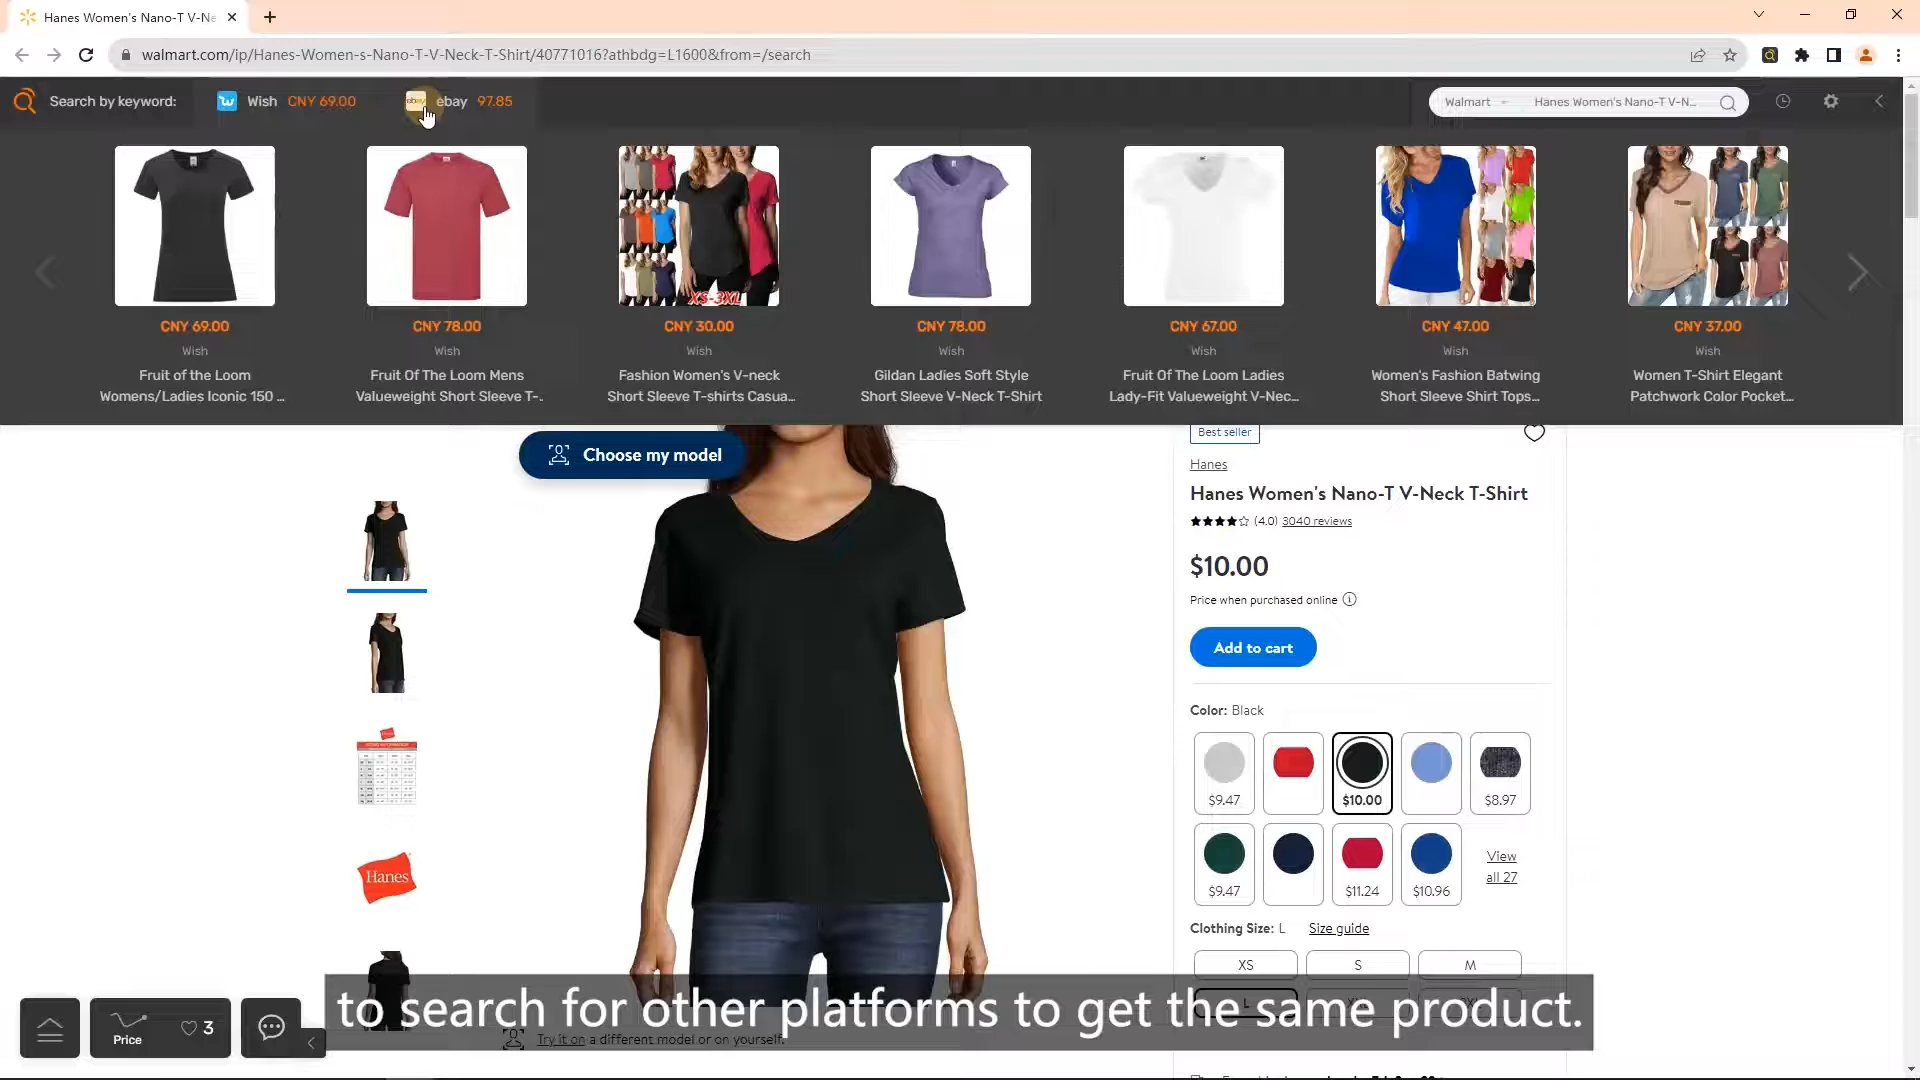 Hanes Women's Nano-T V-Ne
walmart.com/ip/Hanes-Women-s-Nano-T-V-Neck-T-Shirt/40771016?athbdg=L1600&from=/search
Search by keyword:
Wish CNY 69.00
ebay 97.85
Walmart
Hanes Women's Nano-T V-N...
XS-3XL
CNY 69.00
Wish
Fruit of the Loom
Womens/Ladies Iconic 150 ...
CNY 78.00
Wish
Fruit Of The Loom Mens
Valueweight Short Sleeve T-..
CNY 30.00
Wish
Fashion Women's V-neck
Short Sleeve T-shirts Casua...
CNY 78.00
Wish
Gildan Ladies Soft Style
Short Sleeve V-Neck T-Shirt
CNY 67.00
Wish
Fruit Of The Loom Ladies
Lady-Fit Valueweight V-Nec...
CNY 47.00
Wish
Women's Fashion Batwing
Short Sleeve Shirt Tops...
CNY 37.00
Wish
Women T-Shirt Elegant
Patchwork Color Pocket...
Choose my model
Hanes
Best seller
Hanes
Hanes Women's Nano-T V-Neck T-Shirt
(4.0) 3040 reviews
$10.00
Price when purchased online
Add to cart
Color: Black
$9.47
$10.00
$8.97
$9.47
$11.24
$10.96
View
all 27
Clothing Size: L Size guide
XS
S
M
L
Price
3
to search for other platforms to get the same product.
Try it on a different model or on yourself.